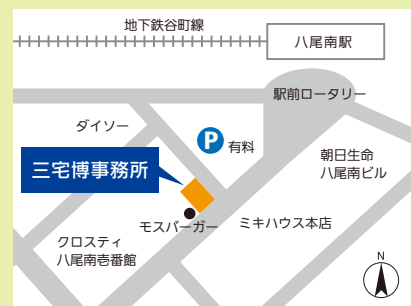 地下鉄谷町線
八尾南駅
駅前ロータリー
ダイソー
P
有料
朝日生命
八尾南ビル
三宅博事務所
モスバーガー
ミキハウス本店
クロスティ
八尾南壱番館
N